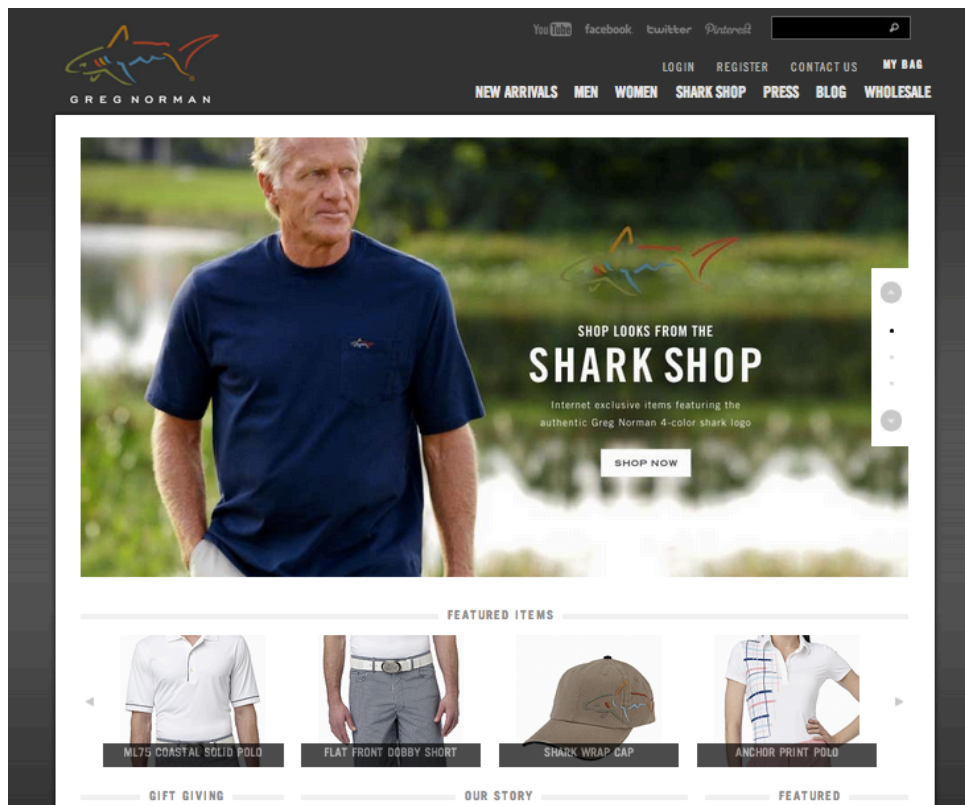 You Tube facebook twitter Pinterest
LOGIN REGISTER CONTACT US MY BAG
GREG NORMAN
NEW ARRIVALS MEN WOMEN SHARK SHOP PRESS BLOG WHOLESALE
SHOP LOOKS FROM THE
SHARK SHOP
Internet exclusive items featuring the
authentic Greg Norman 4-color shark logo
SHOP NOW
FEATURED ITEMS
ML75 COASTAL SOLID POLO FLAT FRONT DOBBY SHORT SHARK WRAP CAP ANCHOR PRINT POLO
GIFT GIVING OUR STORY FEATURED